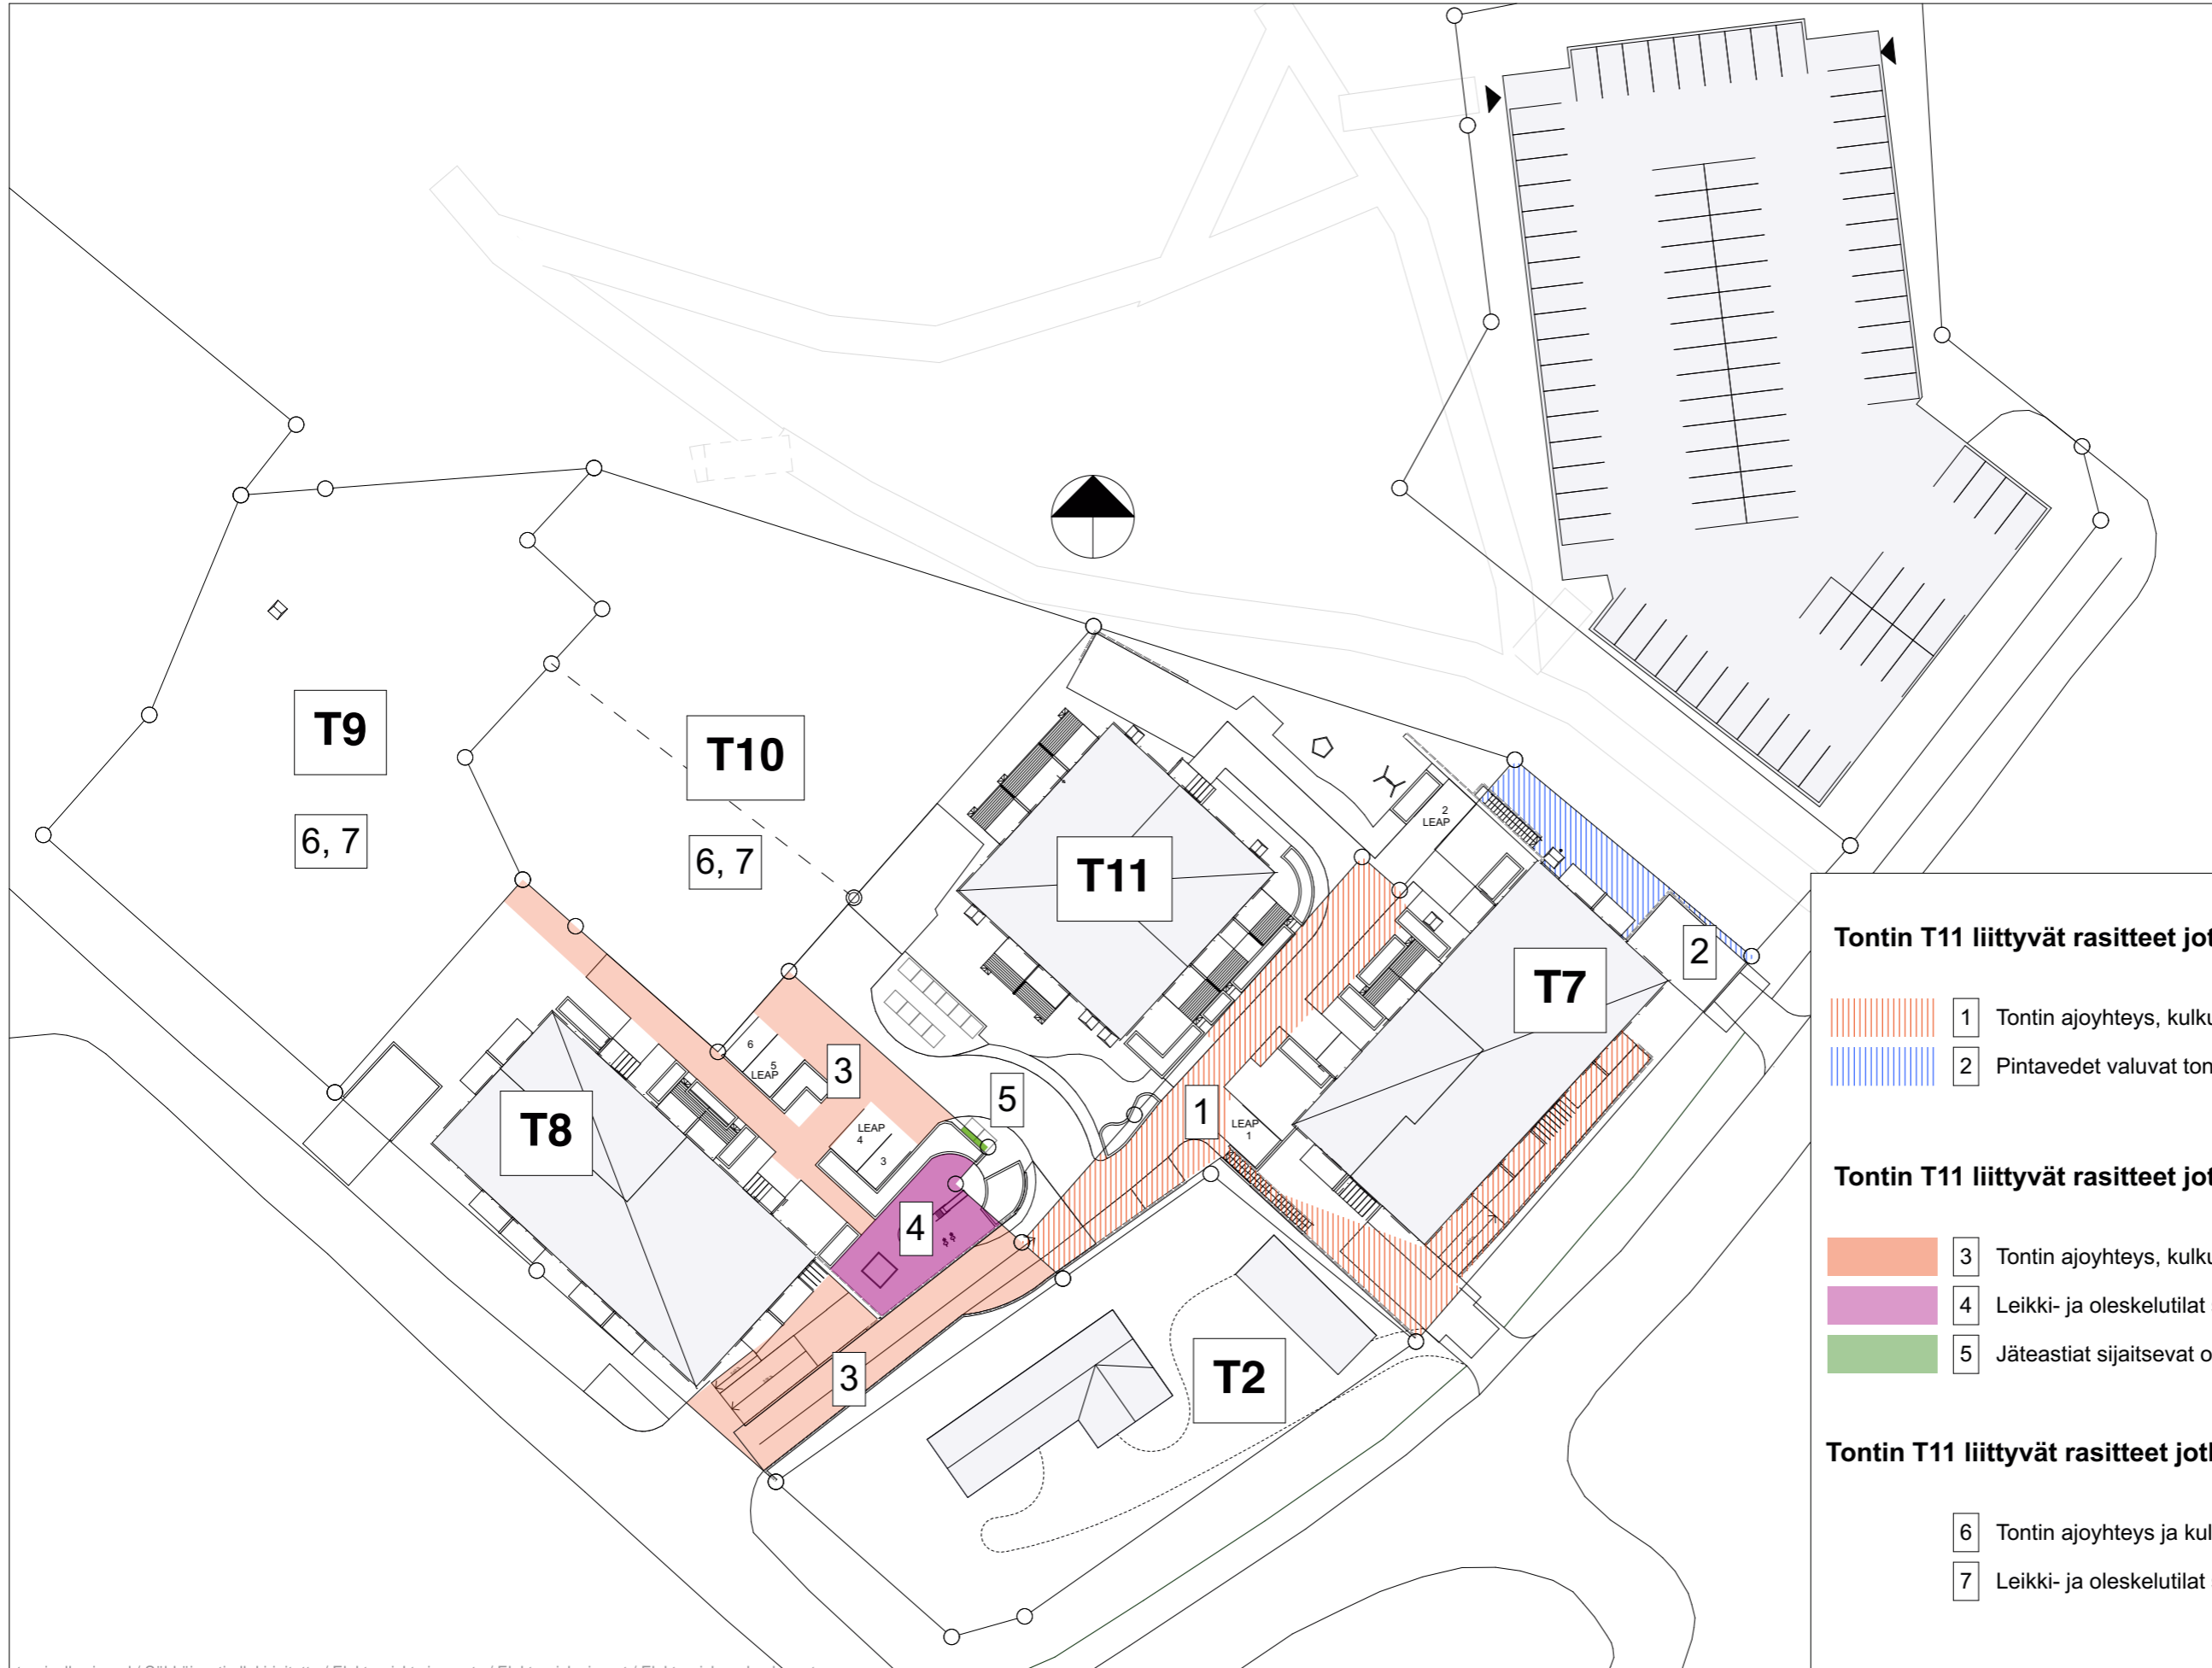 T9
6, 7
T10
6, 7
T11
2
LEAP
T7
2
6
5
LEAP
3
5
1
LEAP
1
T8
LEAP
4
3
4
3
T2
Tontin T11 liittyvät rasitteet jot
1 Tontin ajoyhteys, kulku
2 Pintavedet valuvat ton
Tontin T11 liittyvät rasitteet jot
3 Tontin ajoyhteys, kulku
4 Leikki- ja oleskelutilat
5 Jäteastiat sijaitsevat o
Tontin T11 liittyvät rasitteet jotl
6 Tontin ajoyhteys ja kul
7 Leikki- ja oleskelutilat